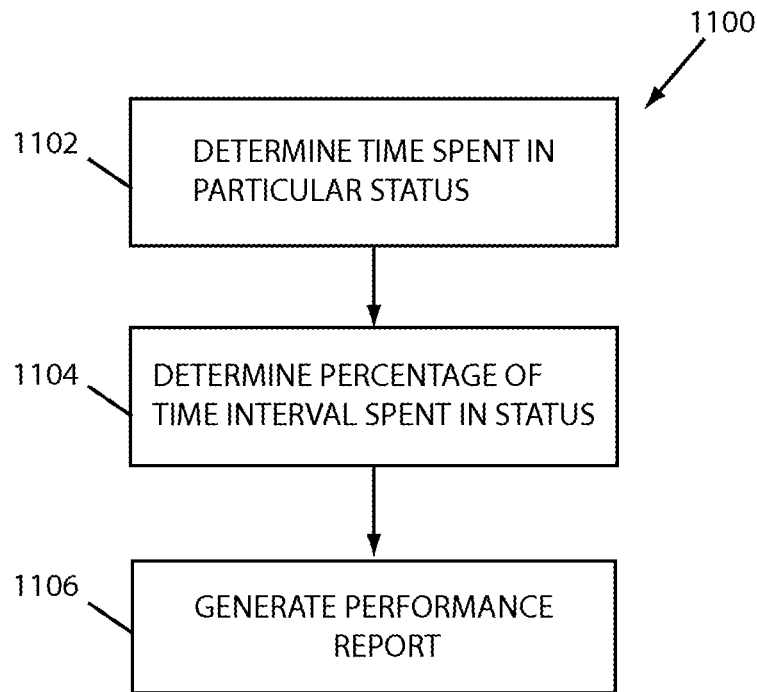 1100
1102
DETERMINE TIME SPENT IN
PARTICULAR STATUS
1104
DETERMINE PERCENTAGE OF
TIME INTERVAL SPENT IN STATUS
1106
GENERATE PERFORMANCE
REPORT